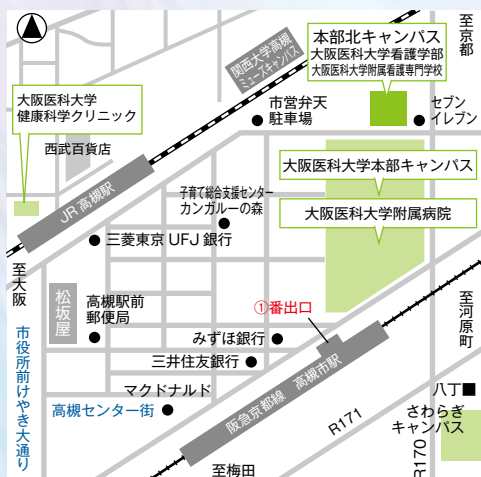 至京都
本部北キャンパス
大阪医科大学看護学部
大阪医科大学附属看護専門学校
関西大学高槻
ミューズキャンパス
大阪医科大学
健康科学クリニック
市営弁天
駐車場
セブン
イレブン
西武百貨店
大阪医科大学本部キャンパス
子育て総合支援センター
カンガルーの森
大阪医科大学附属病院
JR高槻駅
三菱東京UFJ銀行
至大阪
松坂屋
高槻駅前
郵便局
①番出口
至河原町
市役所前けやき大通り
みずほ銀行
三井住友銀行
阪急京都線 高槻市駅
マクドナルド
高槻センター街
八丁
さわらぎ
キャンパス
R171
R170
至梅田